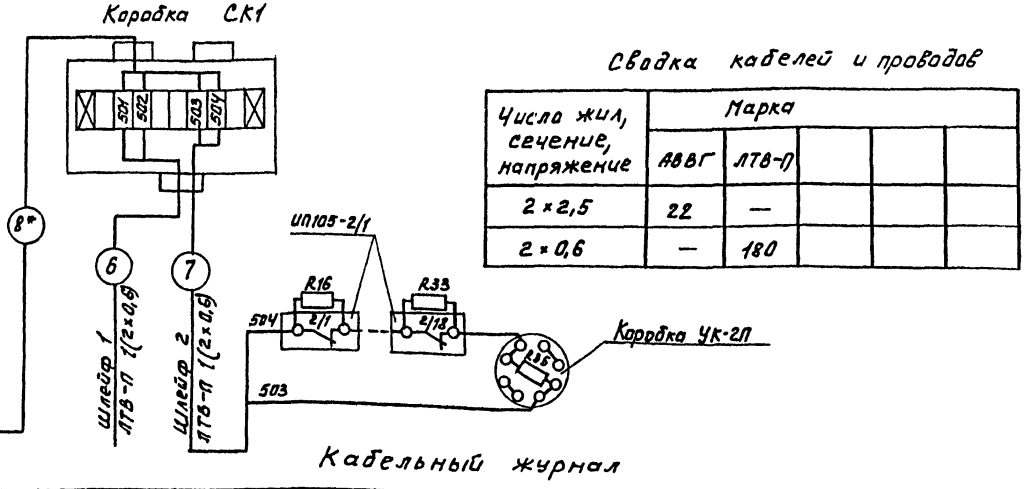 Коробка СК1
501 502 503 504
8*
6
7
Шлейф 1
ЛТВ-П 1(2×0,6)
Шлейф 2
ЛТВ-П 1(2×0,6)
ИП105-2/1
R16
R33
504
2/1
2/18
R35
503
Коробка УК-2П
Сводка кабелей и проводов
Число жил, сечение, напряжение
Марка
АВВГ ЛТВ-П
2×2,5 22 —
2×0,6 — 180
Кабельный журнал